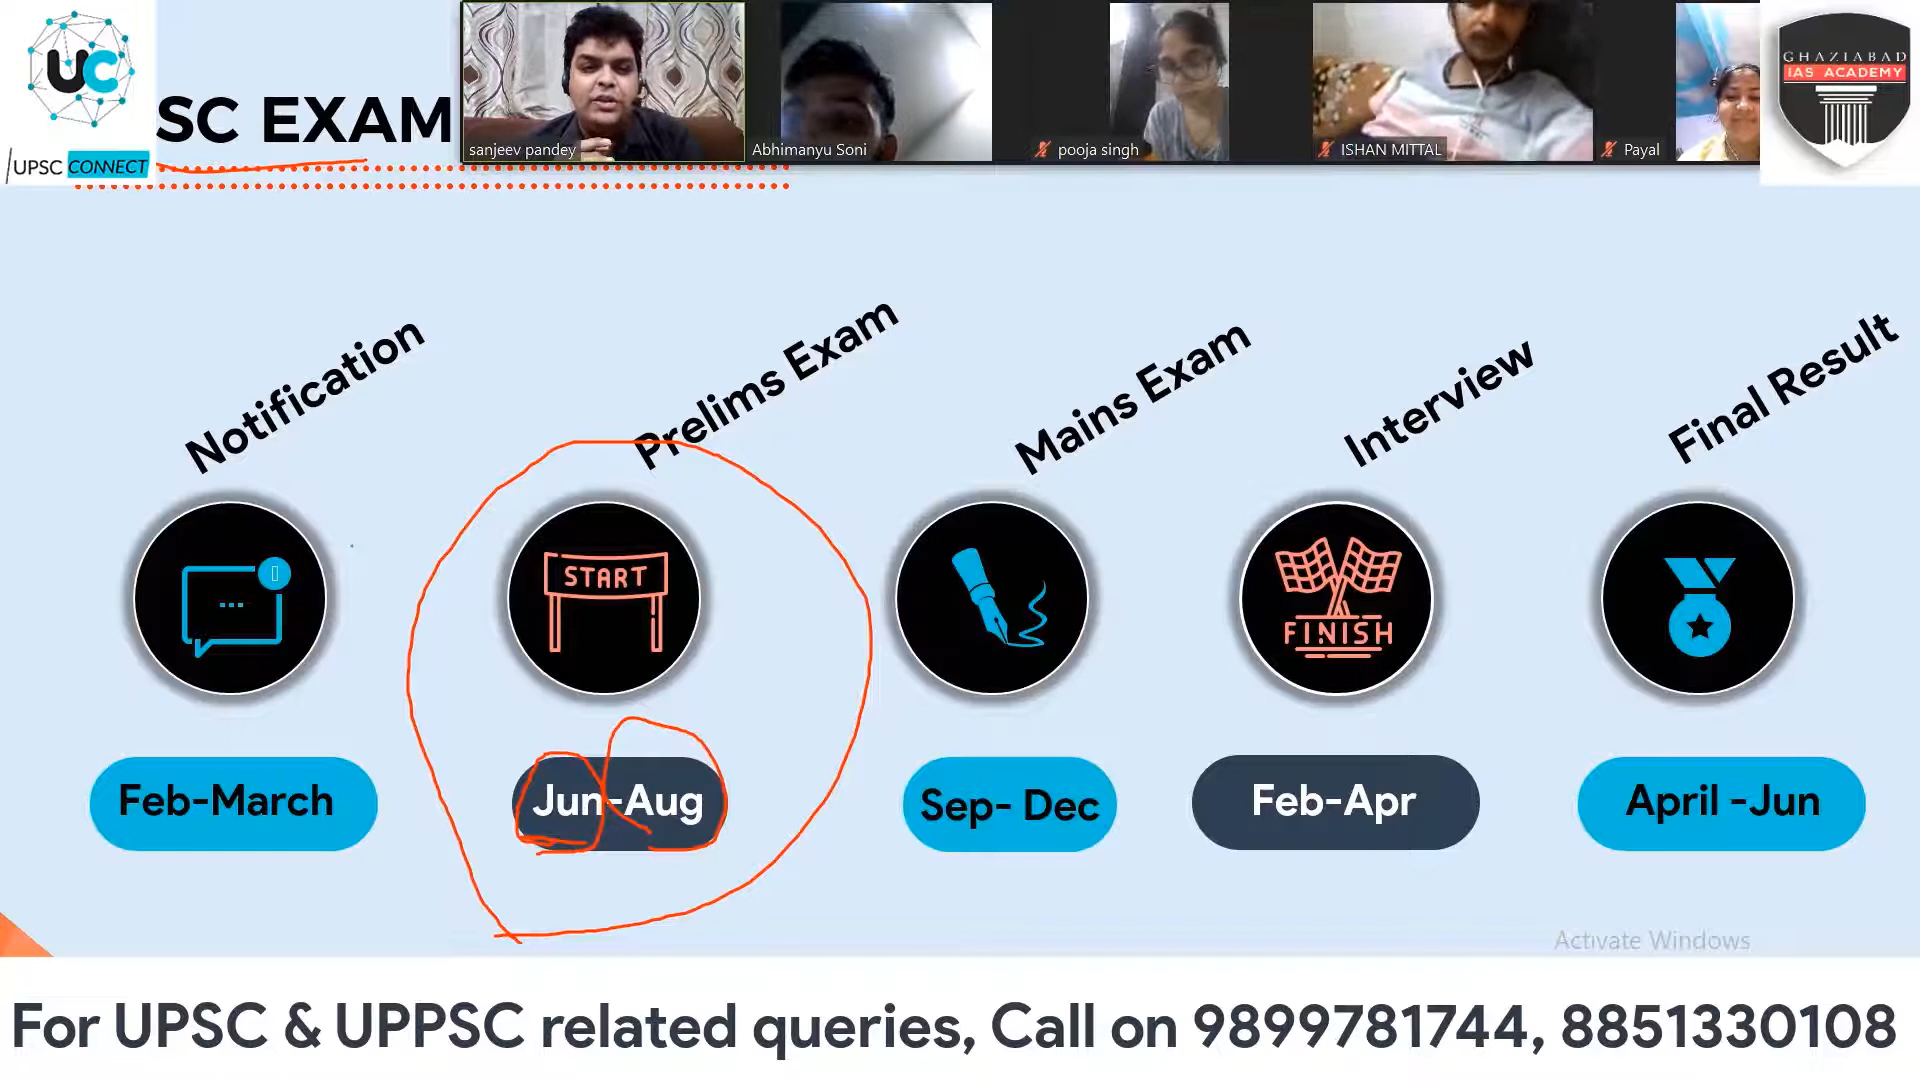 UC
UPSC CONNECT
SC EXAM
sanjeev pandey
Abhimanyu Soni
pooja singh
ISHAN MITTAL
Payal
GHAZIABAD
IAS ACADEMY
Notification
Prelims Exam
Mains Exam
Interview
Final Result
START
FINISH
Feb-March
Jun-Aug
Sep- Dec
Feb-Apr
April -Jun
Activate Windows
For UPSC & UPPSC related queries, Call on 9899781744, 8851330108